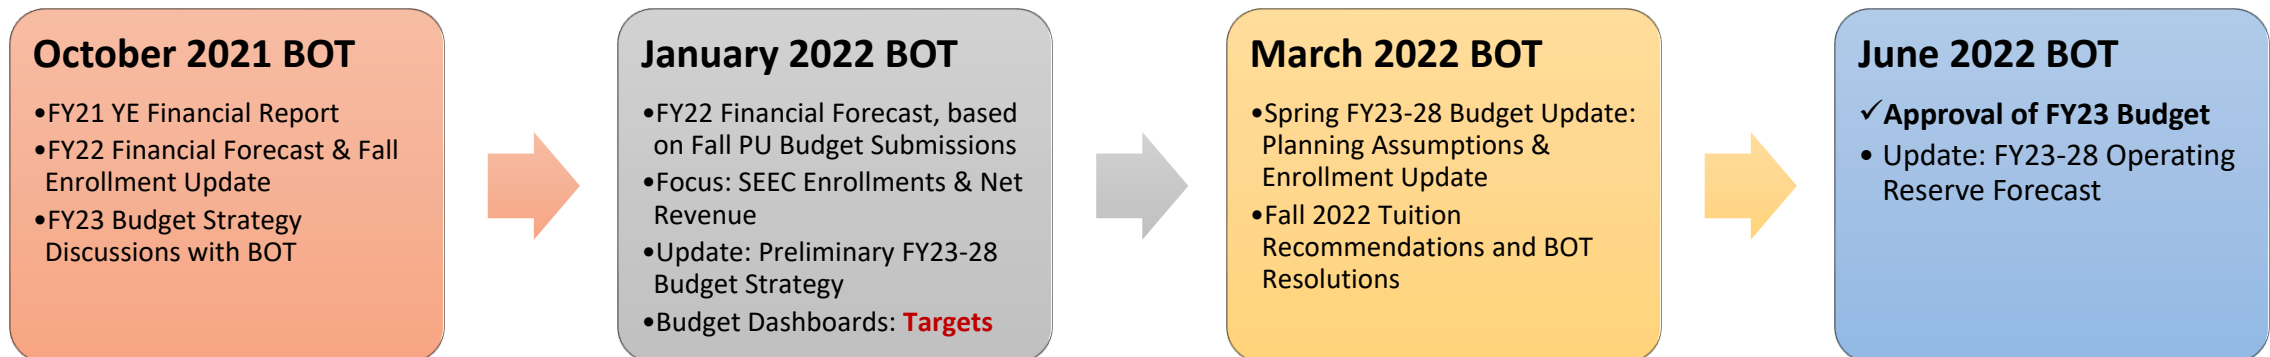 October 2021 BOT
•FY21 YE Financial Report
•FY22 Financial Forecast & Fall
Enrollment Update
•FY23 Budget Strategy
Discussions with BOT
January 2022 BOT
•FY22 Financial Forecast, based
on Fall PU Budget Submissions
•Focus: SEEC Enrollments & Net
Revenue
•Update: Preliminary FY23-28
Budget Strategy
•Budget Dashboards: Targets
March 2022 BOT
•Spring FY23-28 Budget Update:
Planning Assumptions &
Enrollment Update
•Fall 2022 Tuition
Recommendations and BOT
Resolutions
June 2022 BOT
✓Approval of FY23 Budget
• Update: FY23-28 Operating
Reserve Forecast